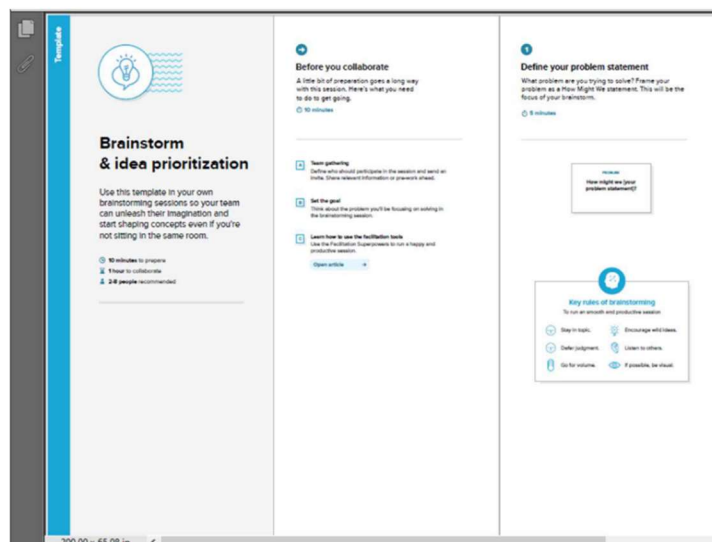 Template
Brainstorm
& idea prioritization
Use this template in your own
brainstorming sessions so your team
can unleash their imagination and
start shaping concepts even if you're
not sitting in the same room.
10 minutes to prepare
1 hour to collaborate
2-8 people recommended
Before you collaborate
A little bit of preparation goes a long way
with this session. Here's what you need
to do to get going.
10 minutes
A
Team gathering
Define who should participate in the session and send an
invite. Share relevant information or pre-work ahead.
B
Set the goal
Think about the problem you'll be focusing on solving in
the brainstorming session.
C
Learn how to use the facilitation tools
Use the Facilitation Superpowers to run a happy and
productive session.
Open article
1
Define your problem statement
What problem are you trying to solve? Frame your
problem as a How Might We statement. This will be the
focus of your brainstorm.
5 minutes
PROBLEM
How might we [your
problem statement]?
Key rules of brainstorming
To run an smooth and productive session
Stay in topic.
Encourage wild ideas.
Defer judgment.
Listen to others.
Go for volume.
If possible, be visual.
200.00 x 65.08 in